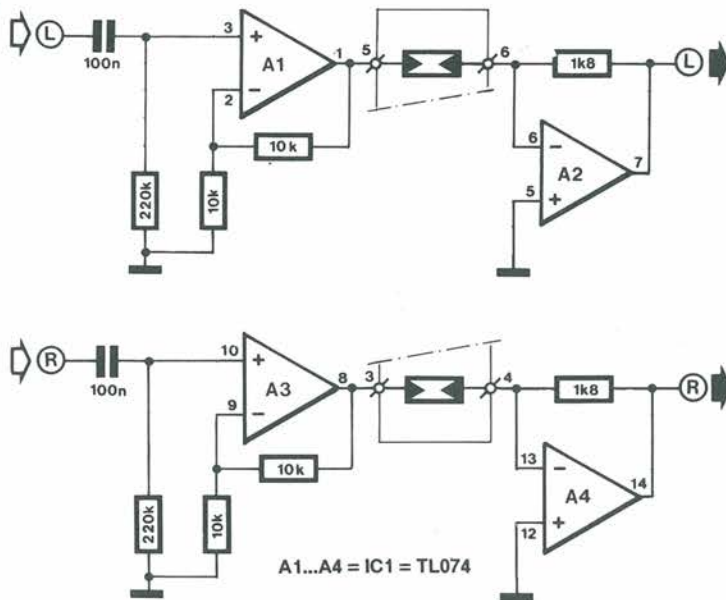 L
100n
3
+
A1
1
5
6
1k8
L
2
−
10k
220k
10k
6
−
A2
7
5
+
R
100n
10
+
A3
8
3
4
1k8
R
9
−
10k
220k
10k
13
−
A4
14
12
+
A1...A4 = IC1 = TL074